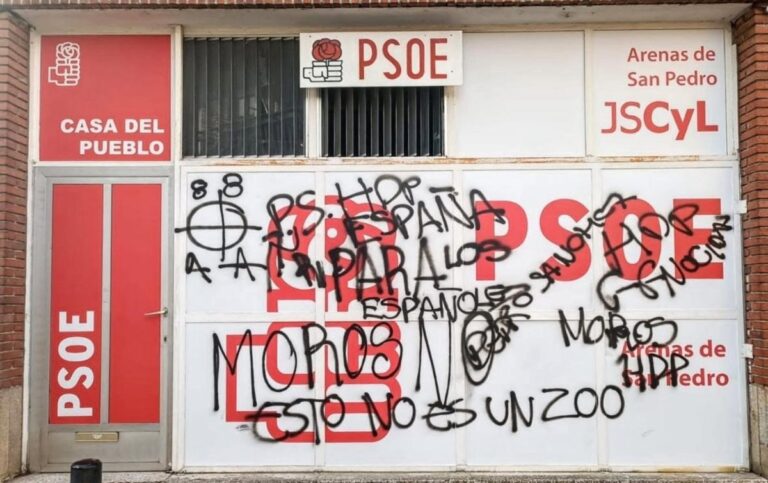 PSOE
CASA DEL
PUEBLO
Arenas de
San Pedro
JSCyL
PSOE
PSOE
88
A A
P.S. HDP
ESPAÑA
PARA LOS
ESPAÑOLES
HDP
MOROS NO
MOROS
HDP
ESTO NO ES UN ZOO
Arenas de
San Pedro